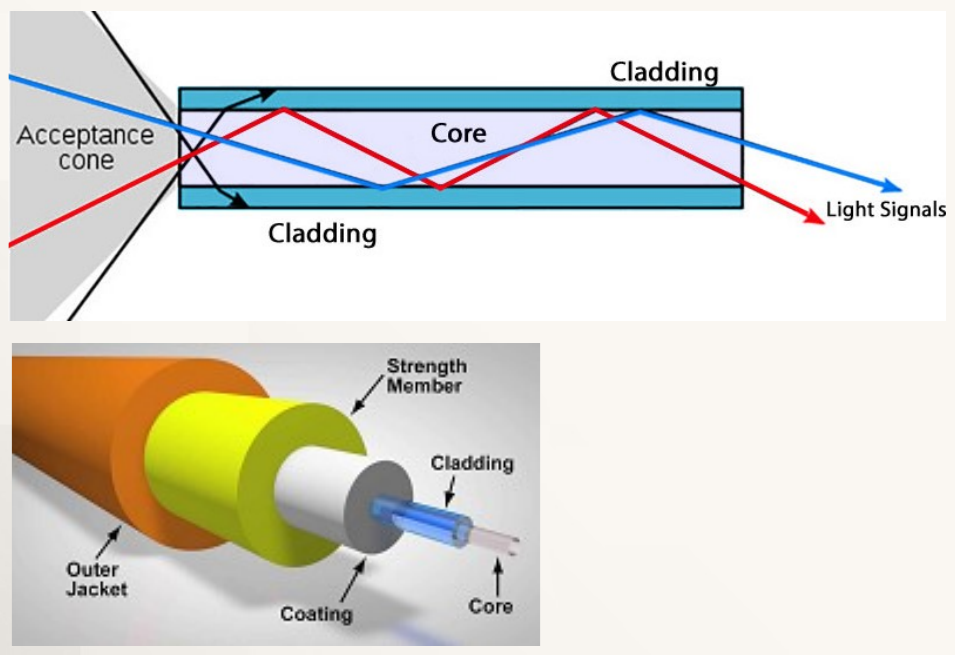 Cladding
Acceptance
cone
Core
Light Signals
Cladding
Strength
Member
Cladding
Outer
Jacket
Coating
Core